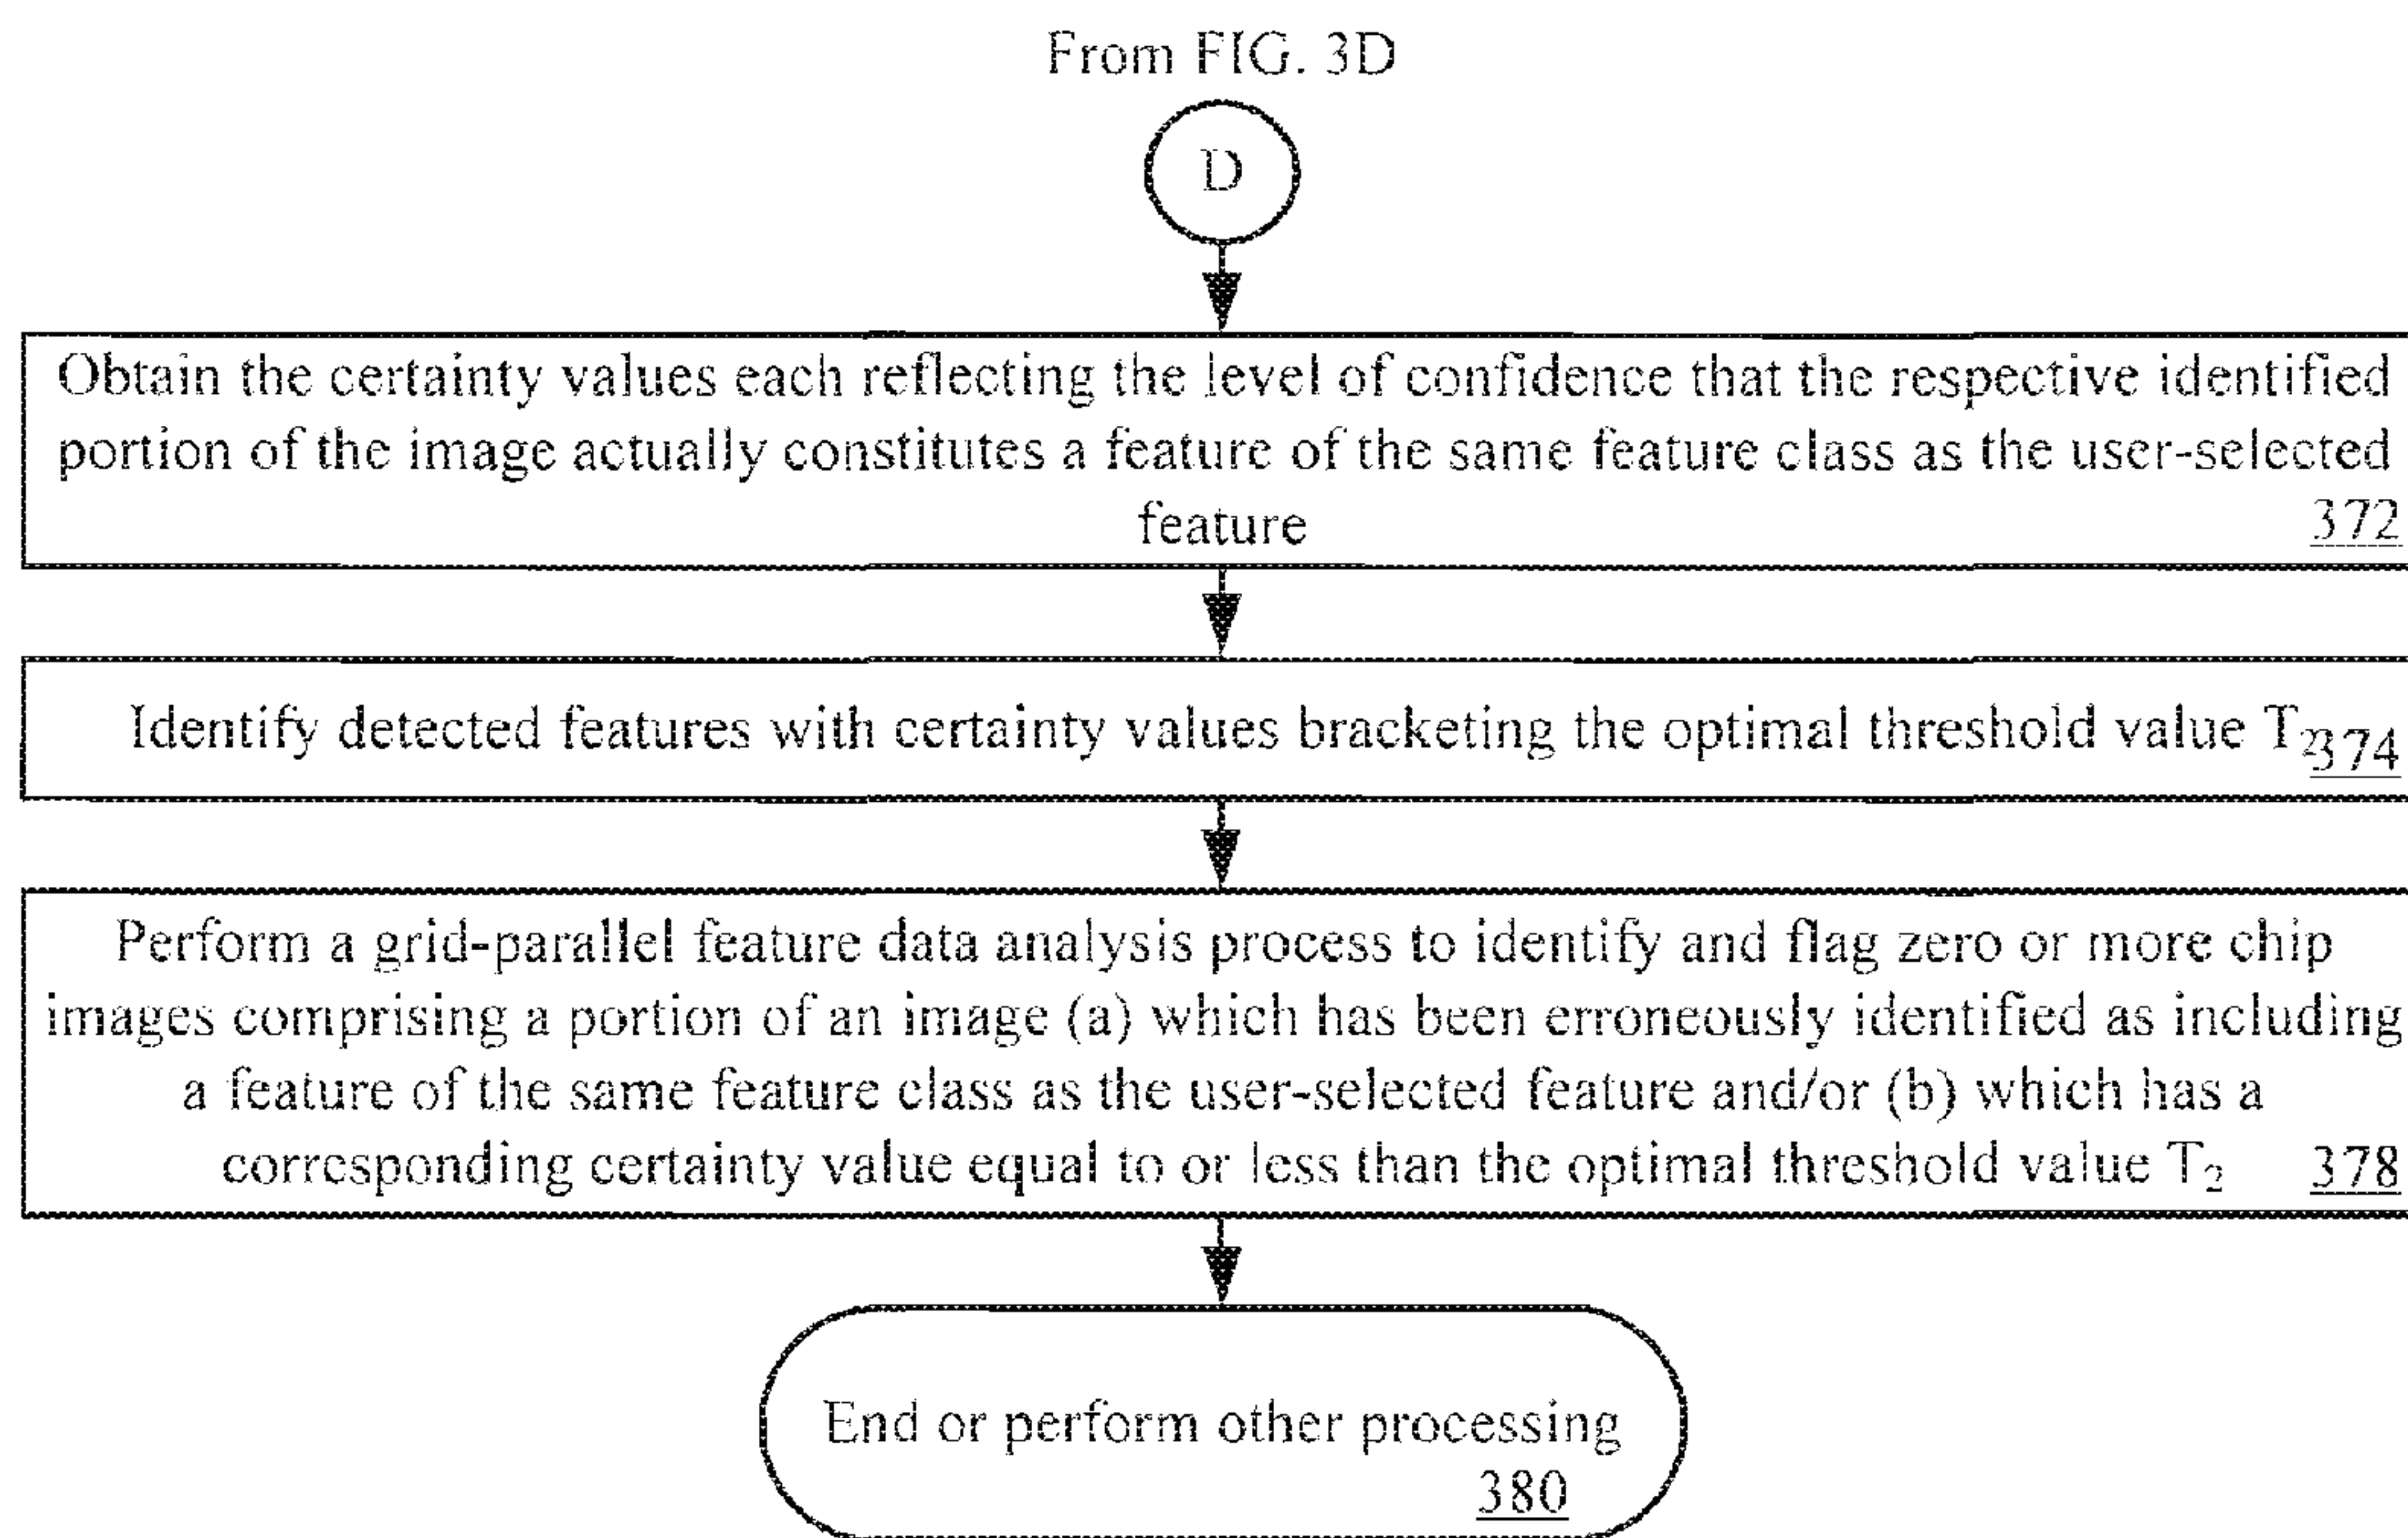 From FIG. 3D
D
Obtain the certainty values each reflecting the level of confidence that the respective identified
portion of the image actually constitutes a feature of the same feature class as the user-selected
feature 372
Identify detected features with certainty values bracketing the optimal threshold value T₂ 374
Perform a grid-parallel feature data analysis process to identify and flag zero or more chip
images comprising a portion of an image (a) which has been erroneously identified as including
a feature of the same feature class as the user-selected feature and/or (b) which has a
corresponding certainty value equal to or less than the optimal threshold value T₂ 378
End or perform other processing
380